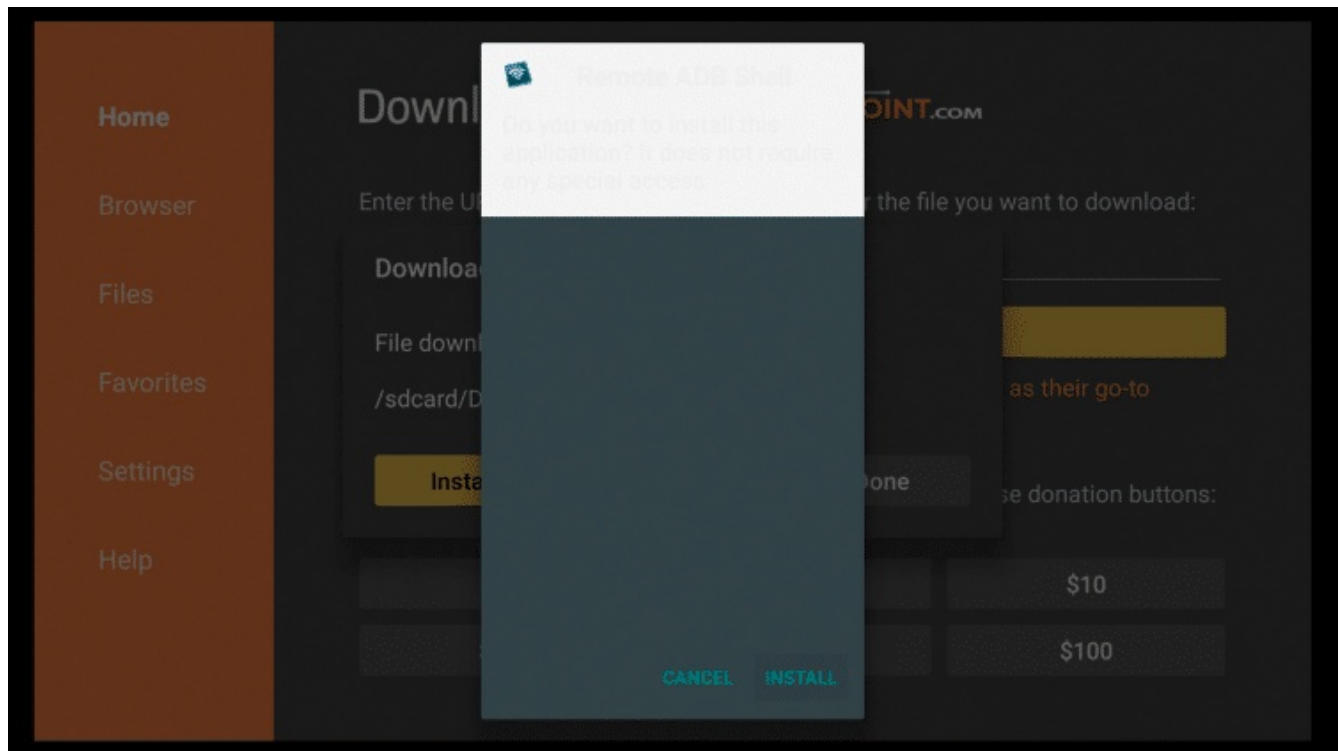 Home
Browser
Files
Favorites
Settings
Help
Down
OINT.COM
Enter the
the file you want to download:
as their go-to
se donation buttons:
$10
$100
Downloa
File downl
/sdcard/D
Insta
one
Remote ADB Shell
Do you want to install this
application? It does not require
any special access.
CANCEL INSTALL